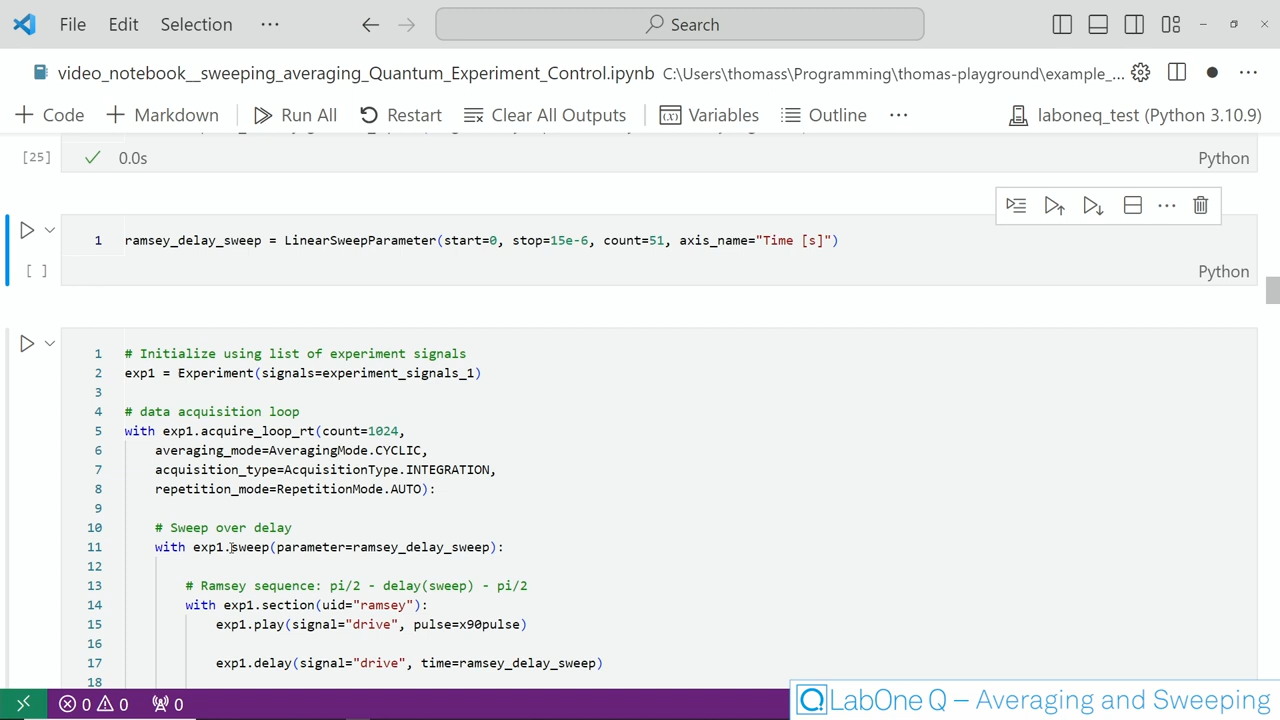 File Edit Selection ··· Search
video_notebook__sweeping_averaging_Quantum_Experiment_Control.ipynb C:\Users\thomass\Programming\thomas-playground\example_...
+ Code + Markdown Run All Restart Clear All Outputs Variables Outline ··· laboneq_test (Python 3.10.9)
[25] ✓ 0.0s Python
1 ramsey_delay_sweep = LinearSweepParameter(start=0, stop=15e-6, count=51, axis_name="Time [s]")
[ ] Python
1 # Initialize using list of experiment signals
2 exp1 = Experiment(signals=experiment_signals_1)
3
4 # data acquisition loop
5 with exp1.acquire_loop_rt(count=1024,
6 averaging_mode=AveragingMode.CYCLIC,
7 acquisition_type=AcquisitionType.INTEGRATION,
8 repetition_mode=RepetitionMode.AUTO):
9
10 # Sweep over delay
11 with exp1.sweep(parameter=ramsey_delay_sweep):
12
13 # Ramsey sequence: pi/2 - delay(sweep) - pi/2
14 with exp1.section(uid="ramsey"):
15 exp1.play(signal="drive", pulse=x90pulse)
16
17 exp1.delay(signal="drive", time=ramsey_delay_sweep)
18
0 0 0
LabOne Q – Averaging and Sweeping